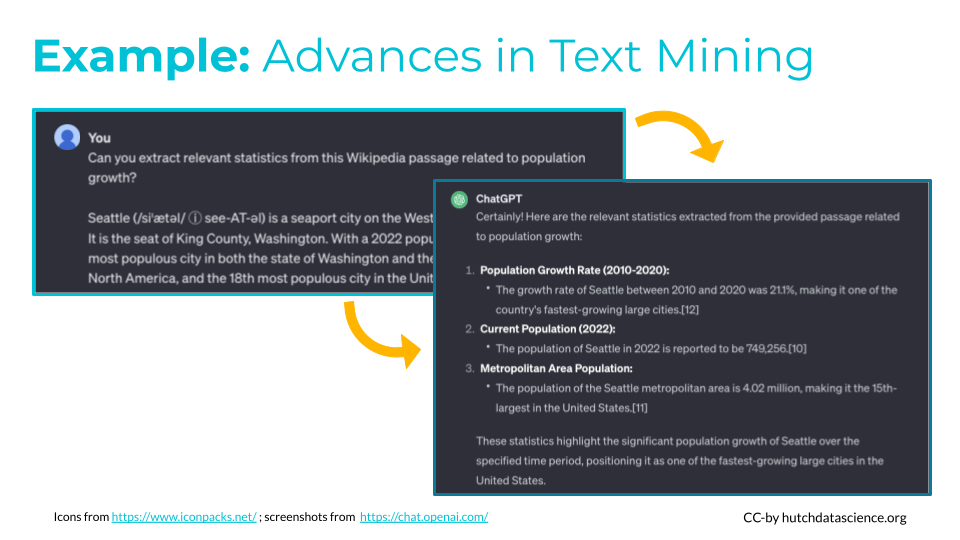 Example: Advances in Text Mining
You
Can you extract relevant statistics from this Wikipedia passage related to population
growth?
Seattle (/siˈætəl/ ⓘ see-AT-əl) is a seaport city on the West
It is the seat of King County, Washington. With a 2022 popu
most populous city in both the state of Washington and the
North America, and the 18th most populous city in the Unit
ChatGPT
Certainly! Here are the relevant statistics extracted from the provided passage related
to population growth:
1. Population Growth Rate (2010-2020):
• The growth rate of Seattle between 2010 and 2020 was 21.1%, making it one of the
country's fastest-growing large cities.[12]
2. Current Population (2022):
• The population of Seattle in 2022 is reported to be 749,256.[10]
3. Metropolitan Area Population:
• The population of the Seattle metropolitan area is 4.02 million, making it the 15th-
largest in the United States.[11]
These statistics highlight the significant population growth of Seattle over the
specified time period, positioning it as one of the fastest-growing large cities in the
United States.
Icons from https://www.iconpacks.net/ ; screenshots from https://chat.openai.com/
CC-by hutchdatascience.org